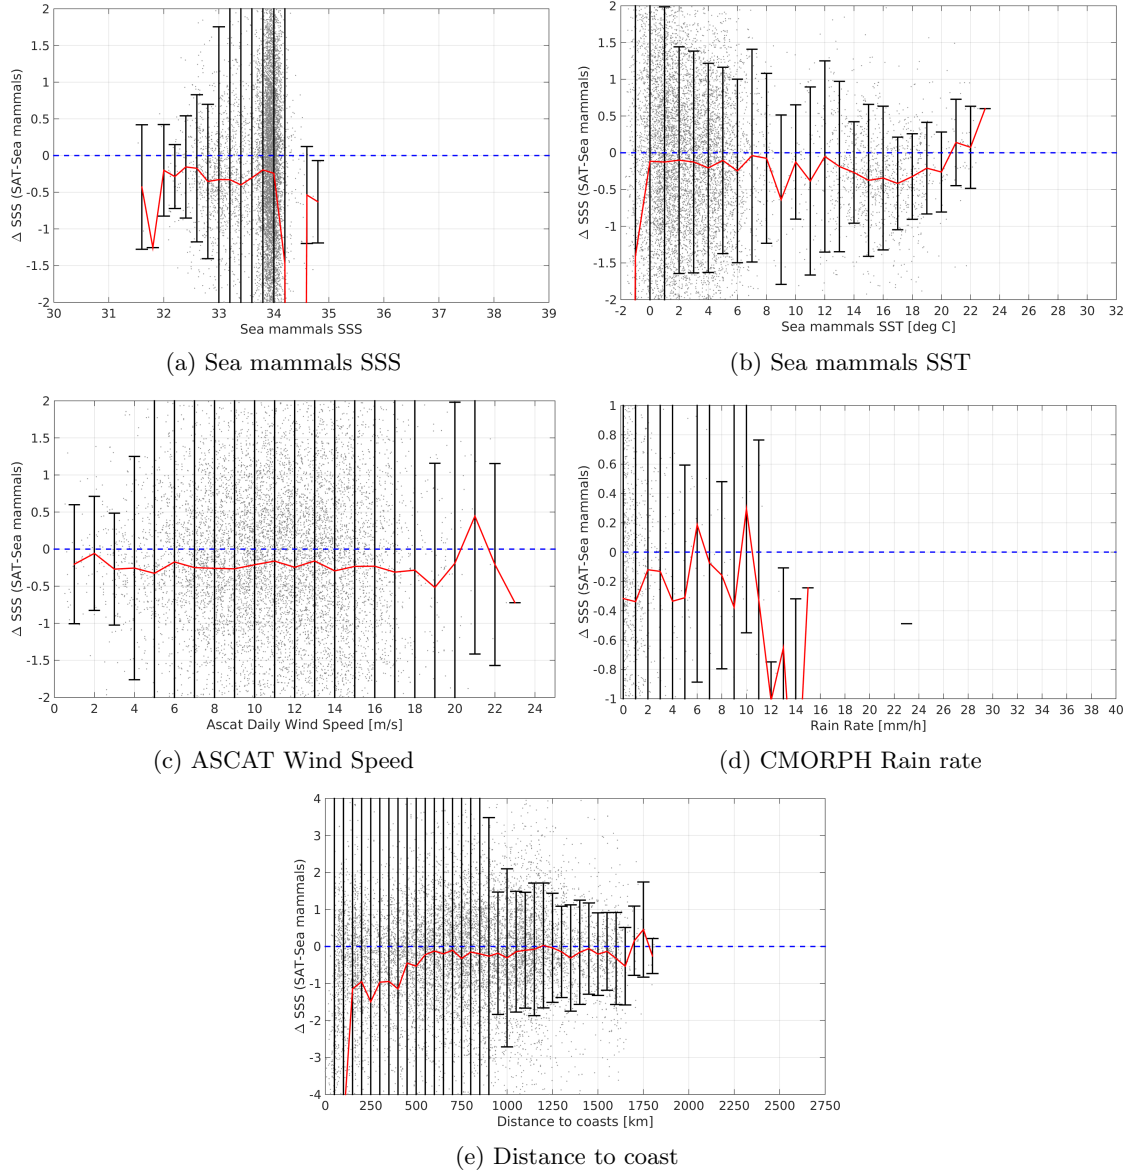 2
1.5
1
0.5
0
-0.5
-1
-1.5
-2
Δ SSS (SAT-Sea mammals)
30 31 32 33 34 35 36 37 38 39
Sea mammals SSS
(a) Sea mammals SSS
2
1.5
1
0.5
0
-0.5
-1
-1.5
-2
Δ SSS (SAT-Sea mammals)
-2 0 2 4 6 8 10 12 14 16 18 20 22 24 26 28 30 32
Sea mammals SST [deg C]
(b) Sea mammals SST
2
1.5
1
0.5
0
-0.5
-1
-1.5
-2
Δ SSS (SAT-Sea mammals)
0 2 4 6 8 10 12 14 16 18 20 22 24
Ascat Daily Wind Speed [m/s]
(c) ASCAT Wind Speed
1
0.8
0.6
0.4
0.2
0
-0.2
-0.4
-0.6
-0.8
-1
Δ SSS (SAT-Sea mammals)
0 2 4 6 8 10 12 14 16 18 20 22 24 26 28 30 32 34 36 38 40
Rain Rate [mm/h]
(d) CMORPH Rain rate
4
3
2
1
0
-1
-2
-3
-4
Δ SSS (SAT-Sea mammals)
0 250 500 750 1000 1250 1500 1750 2000 2250 2500 2750
Distance to coasts [km]
(e) Distance to coast